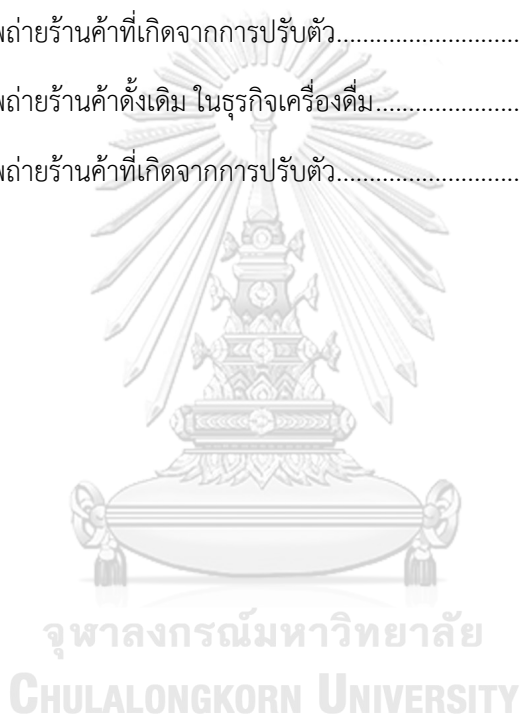 ถ่ายร้านค้าที่เกิดจากการปรับตัว............................
ถ่ายร้านค้าดั้งเดิม ในธุรกิจเครื่องดื่ม......................
ถ่ายร้านค้าที่เกิดจากการปรับตัว............................
จุฬาลงกรณ์มหาวิทยาลัย
CHULALONGKORN UNIVERSITY